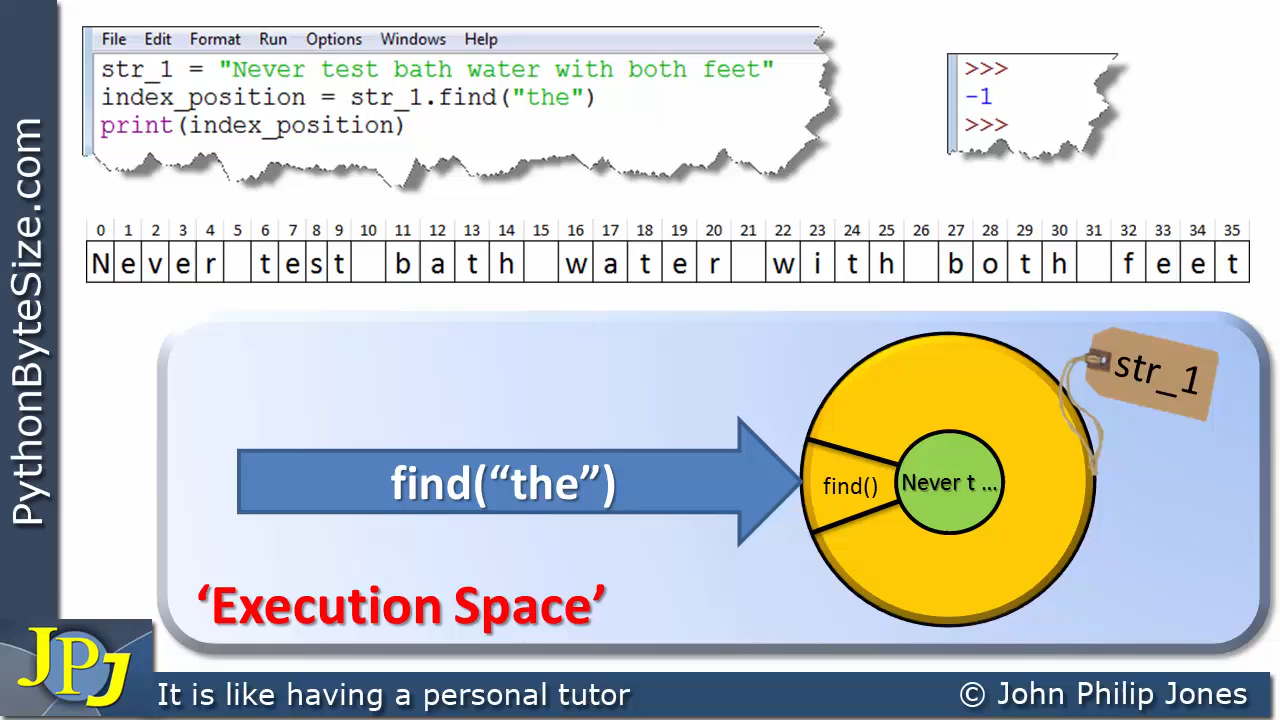 File Edit Format Run Options Windows Help
str_1 = "Never test bath water with both feet"
index_position = str_1.find("the")
print(index_position)
>>>
-1
>>>
0 1 2 3 4 5 6 7 8 9 10 11 12 13 14 15 16 17 18 19 20 21 22 23 24 25 26 27 28 29 30 31 32 33 34 35
N e v e r t e s t b a t h w a t e r w i t h b o t h f e e t
str_1
find(“the”)
find()
Never t ...
‘Execution Space’
PythonByteSize.com
JPJ
It is like having a personal tutor
© John Philip Jones